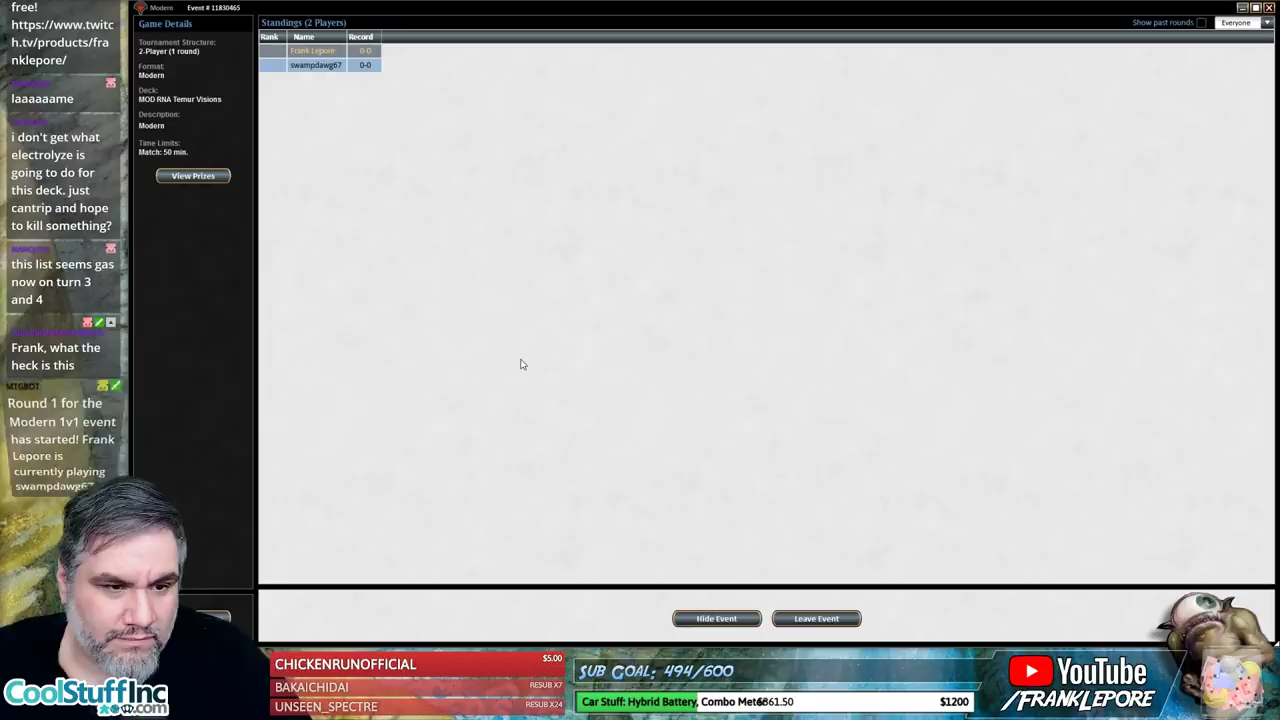 free!
https://www.twitc
h.tv/products/fra
nklepore/
laaaaaame
i don't get what
electrolyze is
going to do for
this deck. just
cantrip and hope
to kill something?
this list seems gas
now on turn 3
and 4
Frank, what the
heck is this
MTGBOT
Round 1 for the
Modern 1v1 event
has started! Frank
Lepore is
currently playing
swampdawg67
Modern Event # 11830465
Game Details
Tournament Structure:
2-Player (1 round)
Format:
Modern
Deck:
MOD RNA Temur Visions
Description:
Modern
Time Limits:
Match: 50 min.
View Prizes
Standings (2 Players)
Show past rounds
Everyone
Rank Name Record
Frank Lepore 0-0
swampdawg67 0-0
Hide Event
Leave Event
CoolStuffInc
.com
CHICKENRUNOFFICIAL $5.00
BAKAICHIDAI RESUB X7
UNSEEN_SPECTRE RESUB X24
SUB GOAL: 494/600
Car Stuff: Hybrid Battery, Combo Mete $1200
YouTube
/FRANKLEPORE